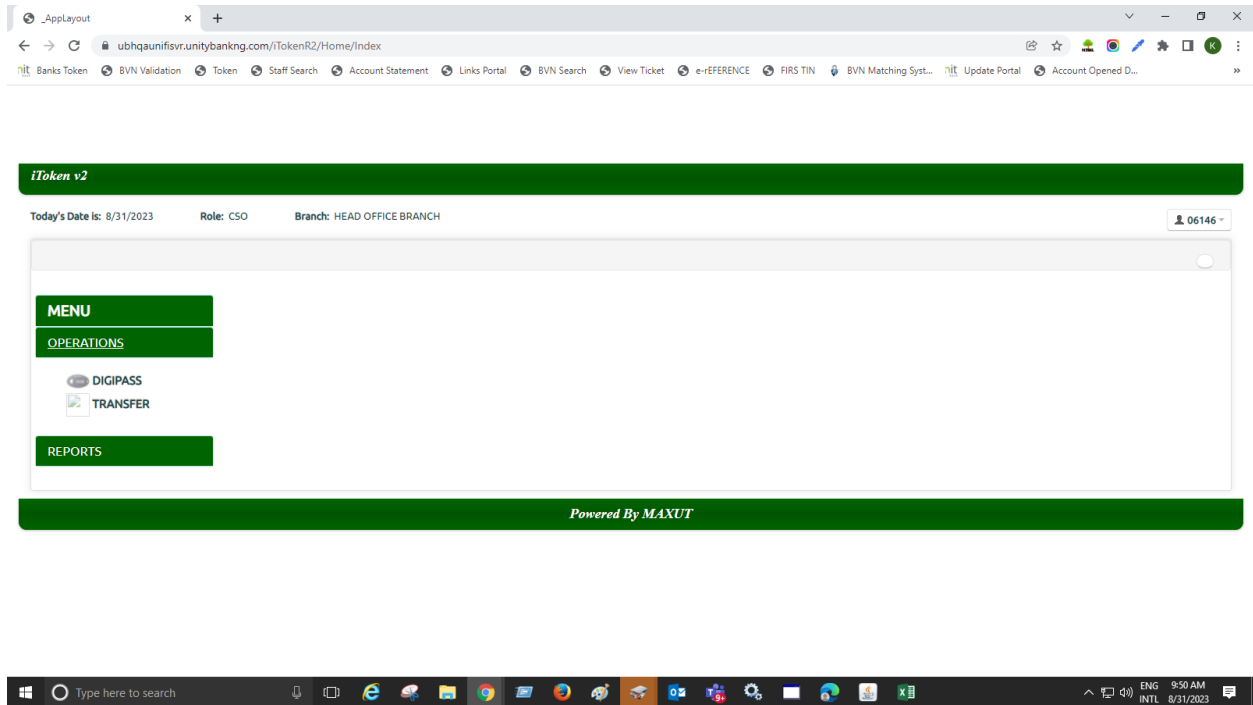 _AppLayout
ubhqaunifisvr.unitybankng.com/iTokenR2/Home/Index
K
nit Banks Token BVN Validation Token Staff Search Account Statement Links Portal BVN Search View Ticket e-rEFERENCE FIRS TIN BVN Matching Syst... nit Update Portal Account Opened D... »
iToken v2
Today's Date is: 8/31/2023 Role: CSO Branch: HEAD OFFICE BRANCH
06146
MENU
OPERATIONS
DIGIPASS
TRANSFER
REPORTS
Powered By MAXUT
Type here to search
ENG 9:50 AM
INTL 8/31/2023